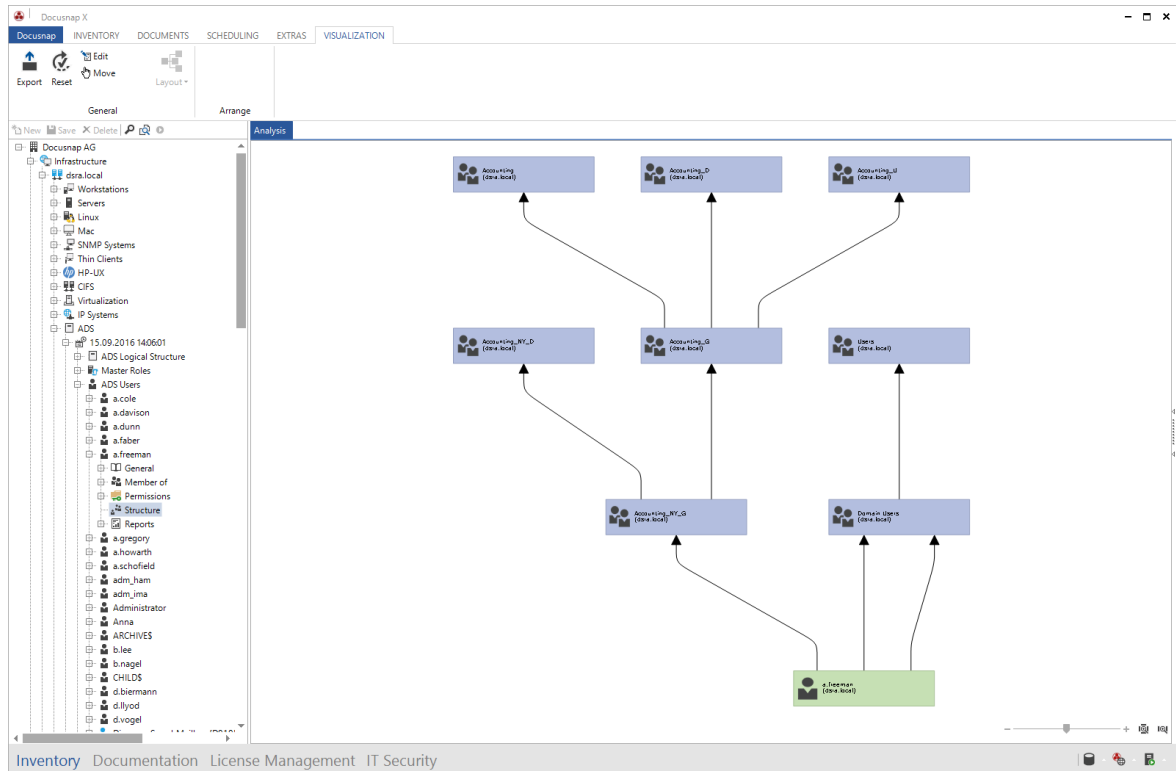 Docusnap X
Docusnap INVENTORY DOCUMENTS SCHEDULING EXTRAS VISUALIZATION
Export Reset Edit Move Layout
General Arrange
New Save Delete
Analysis
Docusnap AG
Infrastructure
dsra.local
Workstations
Servers
Linux
Mac
SNMP Systems
Thin Clients
HP-UX
CIFS
Virtualization
IP Systems
ADS
15.09.2016 14:06:01
ADS Logical Structure
Master Roles
ADS Users
a.cole
a.davison
a.dunn
a.faber
a.freeman
General
Member of
Permissions
Structure
Reports
a.gregory
a.howarth
a.schofield
adm_ham
adm_ima
Administrator
Anna
ARCHIVE$
b.lee
b.nagel
CHILD$
d.biermann
d.llyod
d.vogel
Accounting
(dsra.local)
Accounting_D
(dsra.local)
Accounting_U
(dsra.local)
Accounting_NY_D
(dsra.local)
Accounting_G
(dsra.local)
Users
(dsra.local)
Accounting_NY_G
(dsra.local)
Domain Users
(dsra.local)
a.freeman
(dsra.local)
Inventory Documentation License Management IT Security